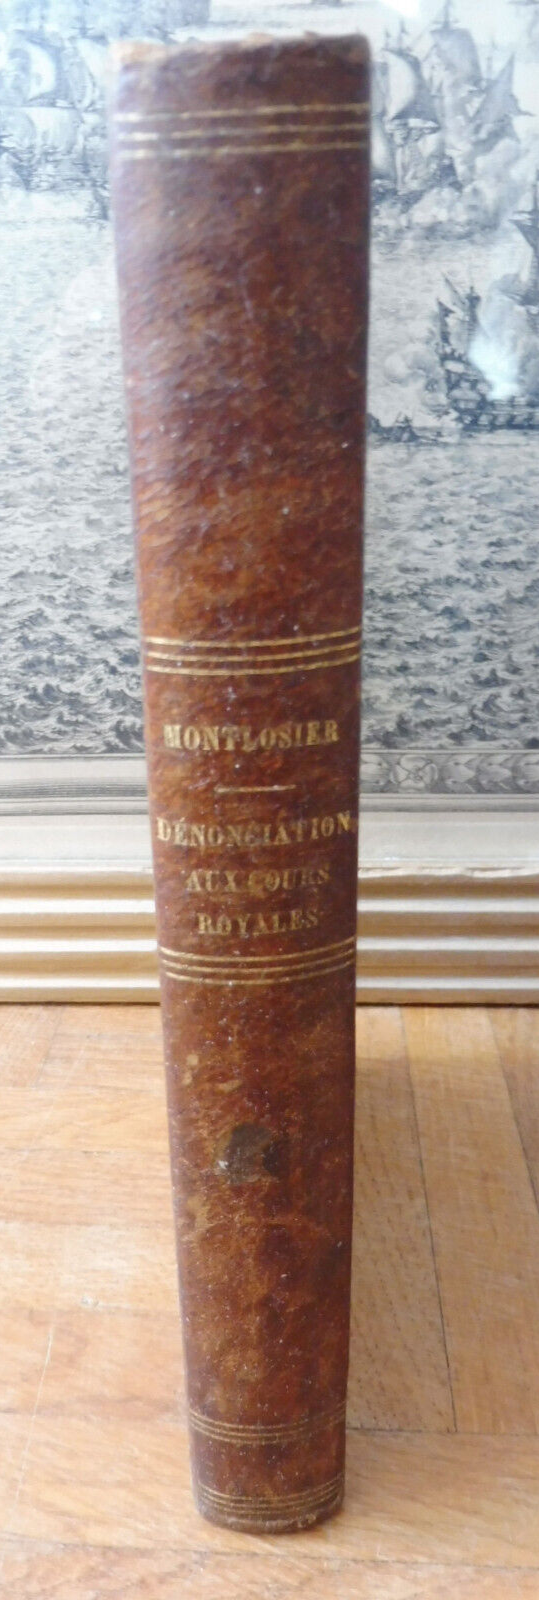 MONTLOSIER
DÉNONCIATION
AUX COURS
ROYALES